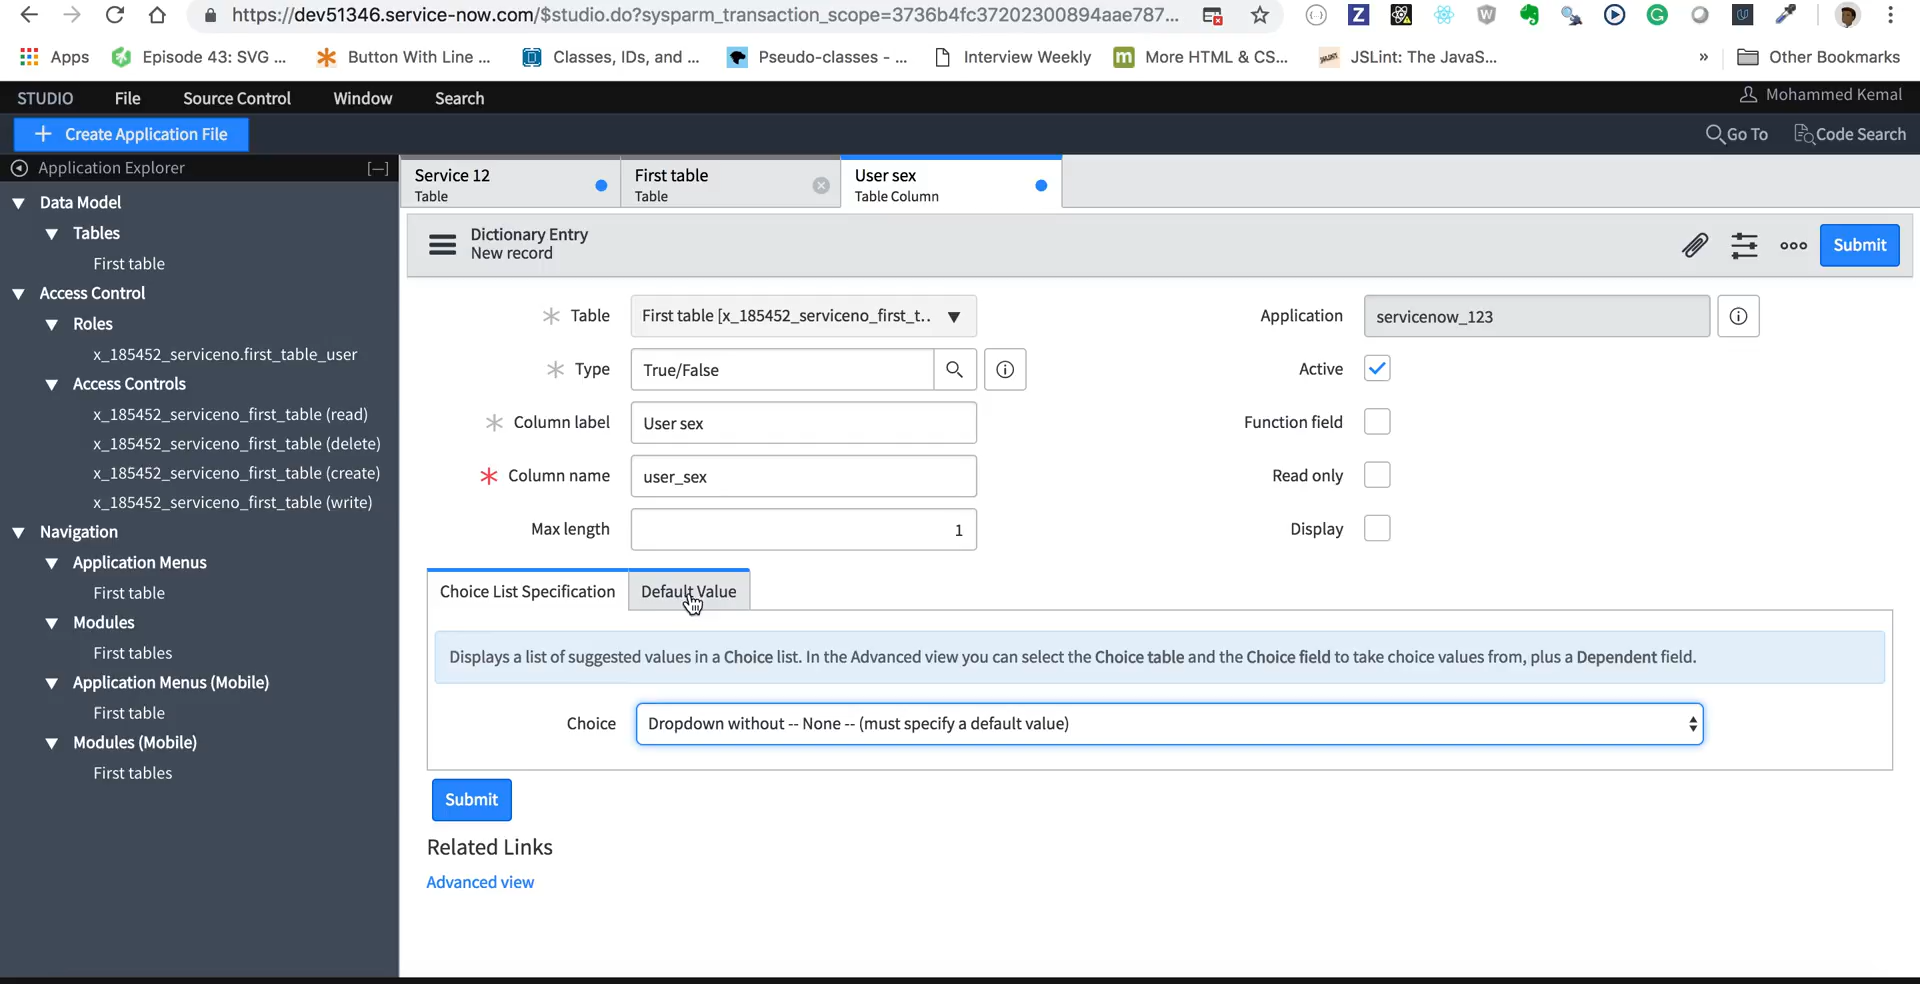 https://dev51346.service-now.com/$studio.do?sysparm_transaction_scope=3736b4fc37202300894aae787...
Apps Episode 43: SVG ... Button With Line ... Classes, IDs, and ... Pseudo-classes - ... Interview Weekly More HTML & CS... JSLint: The JavaS... » Other Bookmarks
STUDIO File Source Control Window Search Mohammed Kemal
+ Create Application File Go To Code Search
Application Explorer [—]
Data Model
Tables
First table
Access Control
Roles
x_185452_serviceno.first_table_user
Access Controls
x_185452_serviceno_first_table (read)
x_185452_serviceno_first_table (delete)
x_185452_serviceno_first_table (create)
x_185452_serviceno_first_table (write)
Navigation
Application Menus
First table
Modules
First tables
Application Menus (Mobile)
First table
Modules (Mobile)
First tables
Service 12
Table
First table
Table
User sex
Table Column
Dictionary Entry
New record
Submit
Table First table [x_185452_serviceno_first_t..
Type True/False
Column label User sex
Column name user_sex
Max length 1
Application servicenow_123
Active
Function field
Read only
Display
Choice List Specification Default Value
Displays a list of suggested values in a Choice list. In the Advanced view you can select the Choice table and the Choice field to take choice values from, plus a Dependent field.
Choice Dropdown without -- None -- (must specify a default value)
Submit
Related Links
Advanced view